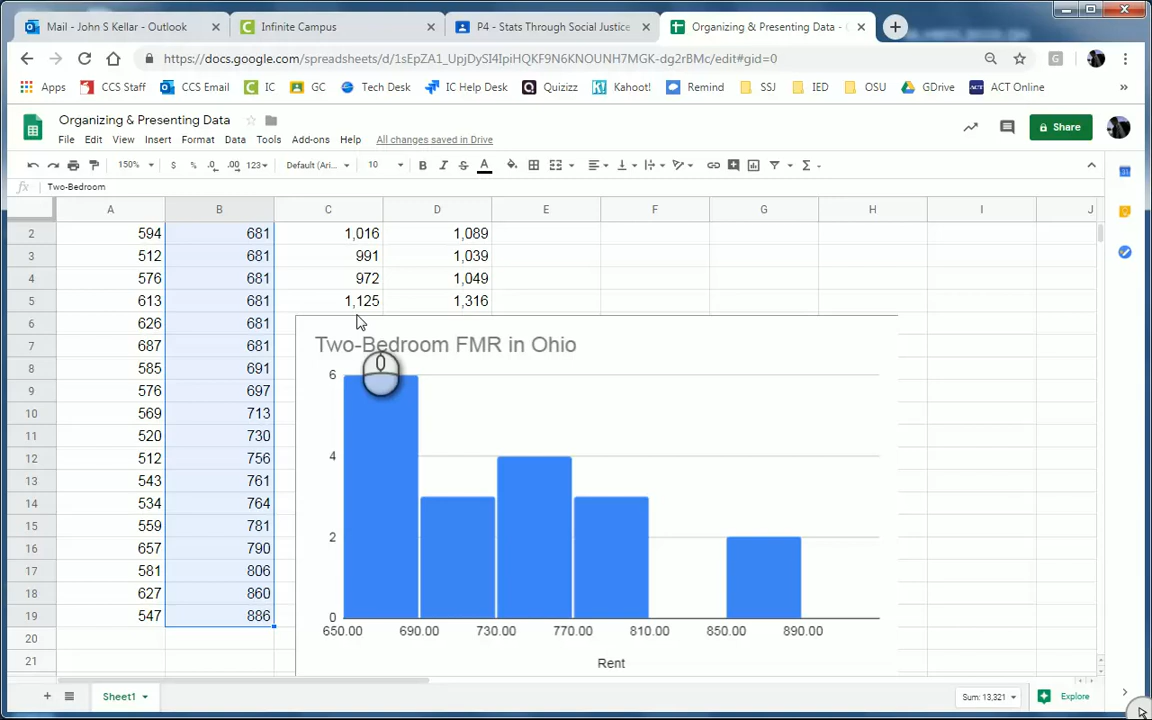 Mail - John S Kellar - Outlook
Infinite Campus
P4 - Stats Through Social Justice
Organizing & Presenting Data -
https://docs.google.com/spreadsheets/d/1sEpZA1_UpjDySI4XIpiHQKF9N6KNOUNH7MGK-dg2rBMc/edit#gid=0
G
Apps
CCS Staff
CCS Email
IC
GC
Tech Desk
IC Help Desk
Quizizz
Kahoot!
Remind
SSJ
IED
OSU
GDrive
ACT Online
»
Organizing & Presenting Data
File Edit View Insert Format Data Tools Add-ons Help All changes saved in Drive
Share
150% $ % .0 .00 123 Default (Ari... 10 B I S A
fx Two-Bedroom
A B C D E F G H I J
2 594 681 1,016 1,089
3 512 681 991 1,039
4 576 681 972 1,049
5 613 681 1,125 1,316
6 626 681
7 687 681
8 585 691
9 576 697
10 569 713
11 520 730
12 512 756
13 543 761
14 534 764
15 559 781
16 657 790
17 581 806
18 627 860
19 547 886
20
21
Two-Bedroom FMR in Ohio
6
4
2
0
650.00 690.00 730.00 770.00 810.00 850.00 890.00
Rent
+ Sheet1
Sum: 13,321
Explore